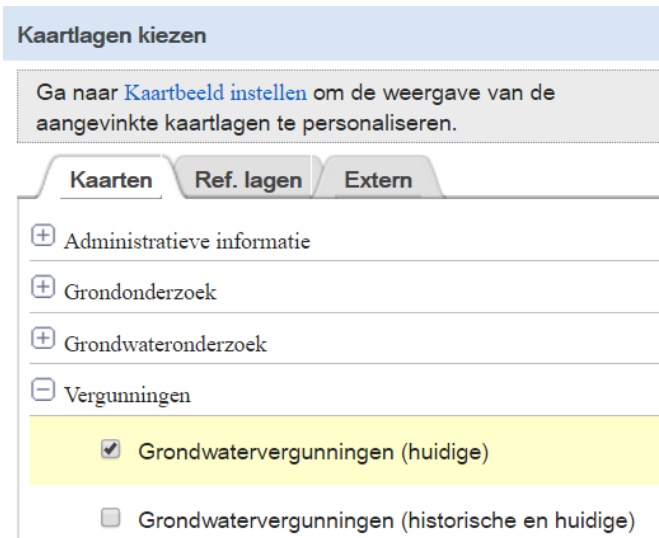 Kaartlagen kiezen
Ga naar Kaartbeeld instellen om de weergave van de
aangevinkte kaartlagen te personaliseren.
Kaarten Ref. lagen Extern
Administratieve informatie
Grondonderzoek
Grondwateronderzoek
Vergunningen
Grondwatervergunningen (huidige)
Grondwatervergunningen (historische en huidige)